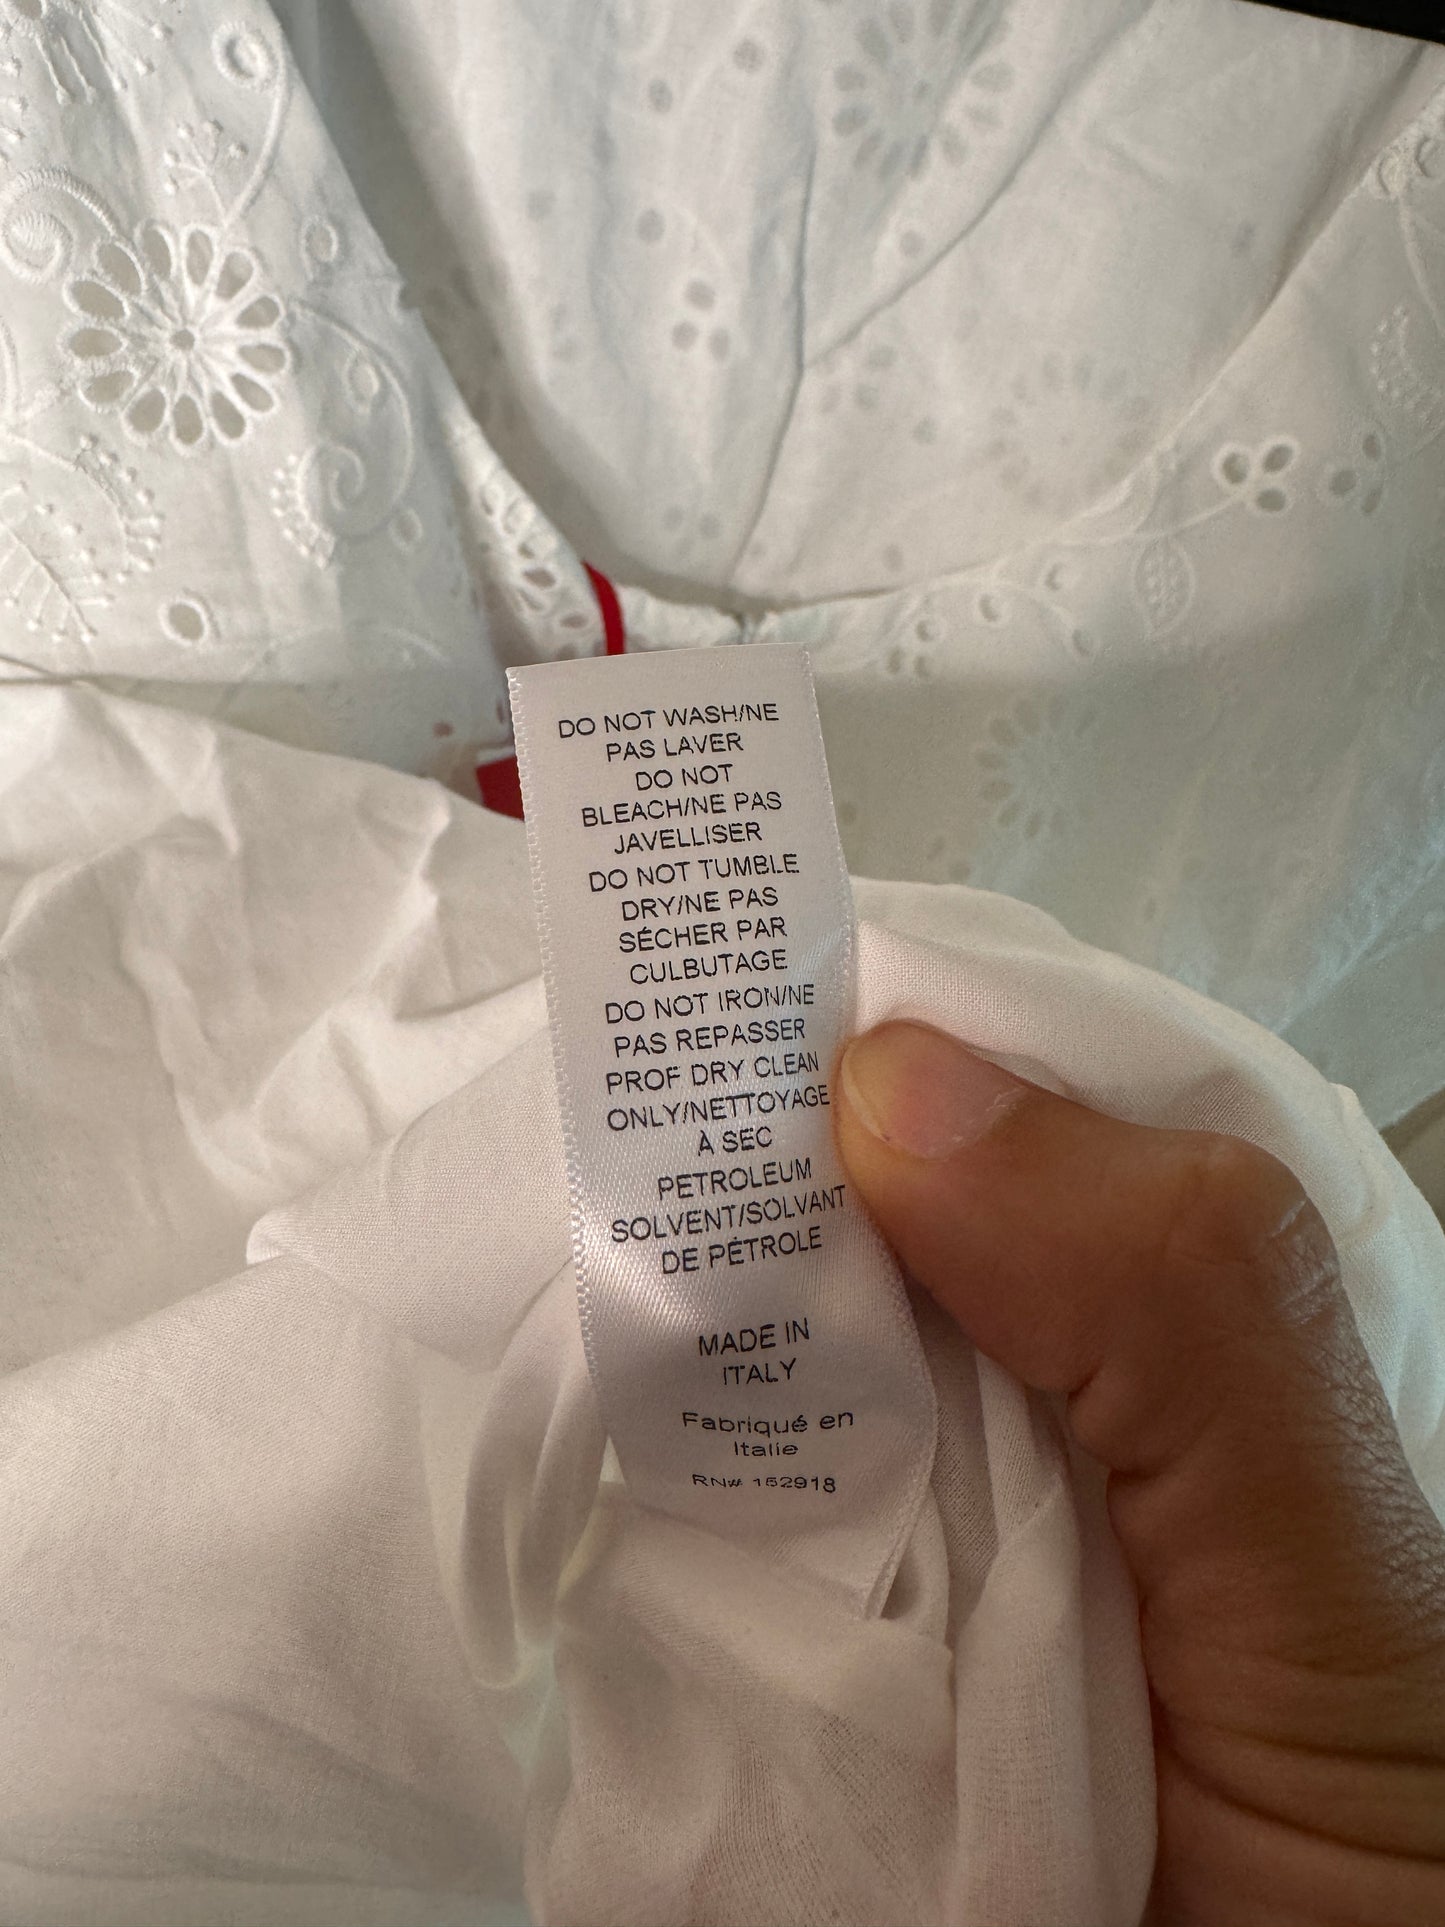 DO NOT WASH/NE
PAS LAVER
DO NOT
BLEACH/NE PAS
JAVELLISER
DO NOT TUMBLE
DRY/NE PAS
SÉCHER PAR
CULBUTAGE
DO NOT IRON/NE
PAS REPASSER
PROF DRY CLEAN
ONLY/NETTOYAGE
À SEC
PETROLEUM
SOLVENT/SOLVANT
DE PÉTROLE
MADE IN
ITALY
Fabriqué en
Italie
RN# 152918